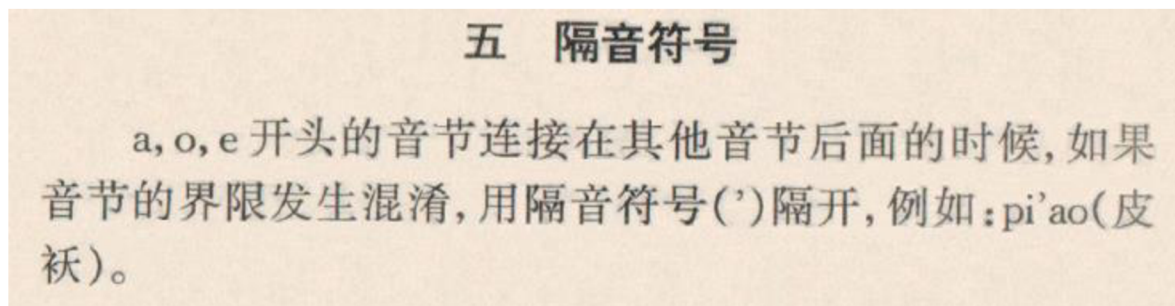 五 隔音符号
a,o,e开头的音节连接在其他音节后面的时候,如果
音节的界限发生混淆,用隔音符号(’)隔开,例如:pi’ao(皮
袄)。